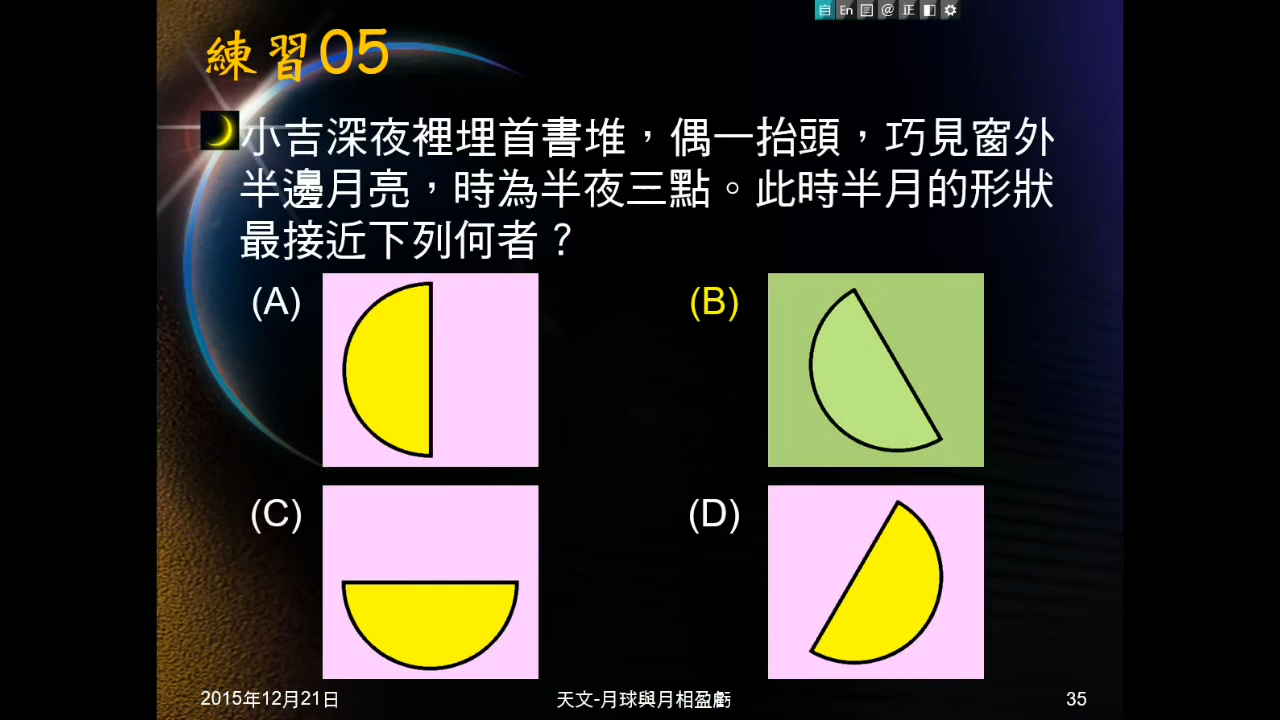 自 En @ 正
練習05
小吉深夜裡埋首書堆，偶一抬頭，巧見窗外
半邊月亮，時為半夜三點。此時半月的形狀
最接近下列何者？
(A) (B)
(C) (D)
2015年12月21日 天文-月球與月相盈虧 35